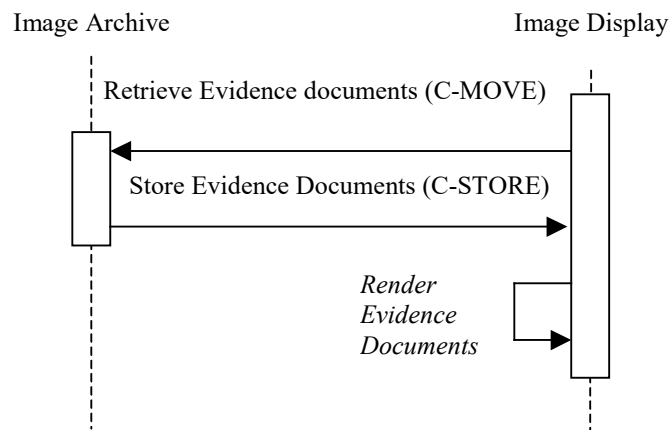 Image Archive
Image Display
Retrieve Evidence documents (C-MOVE)
Store Evidence Documents (C-STORE)
Render
Evidence
Documents